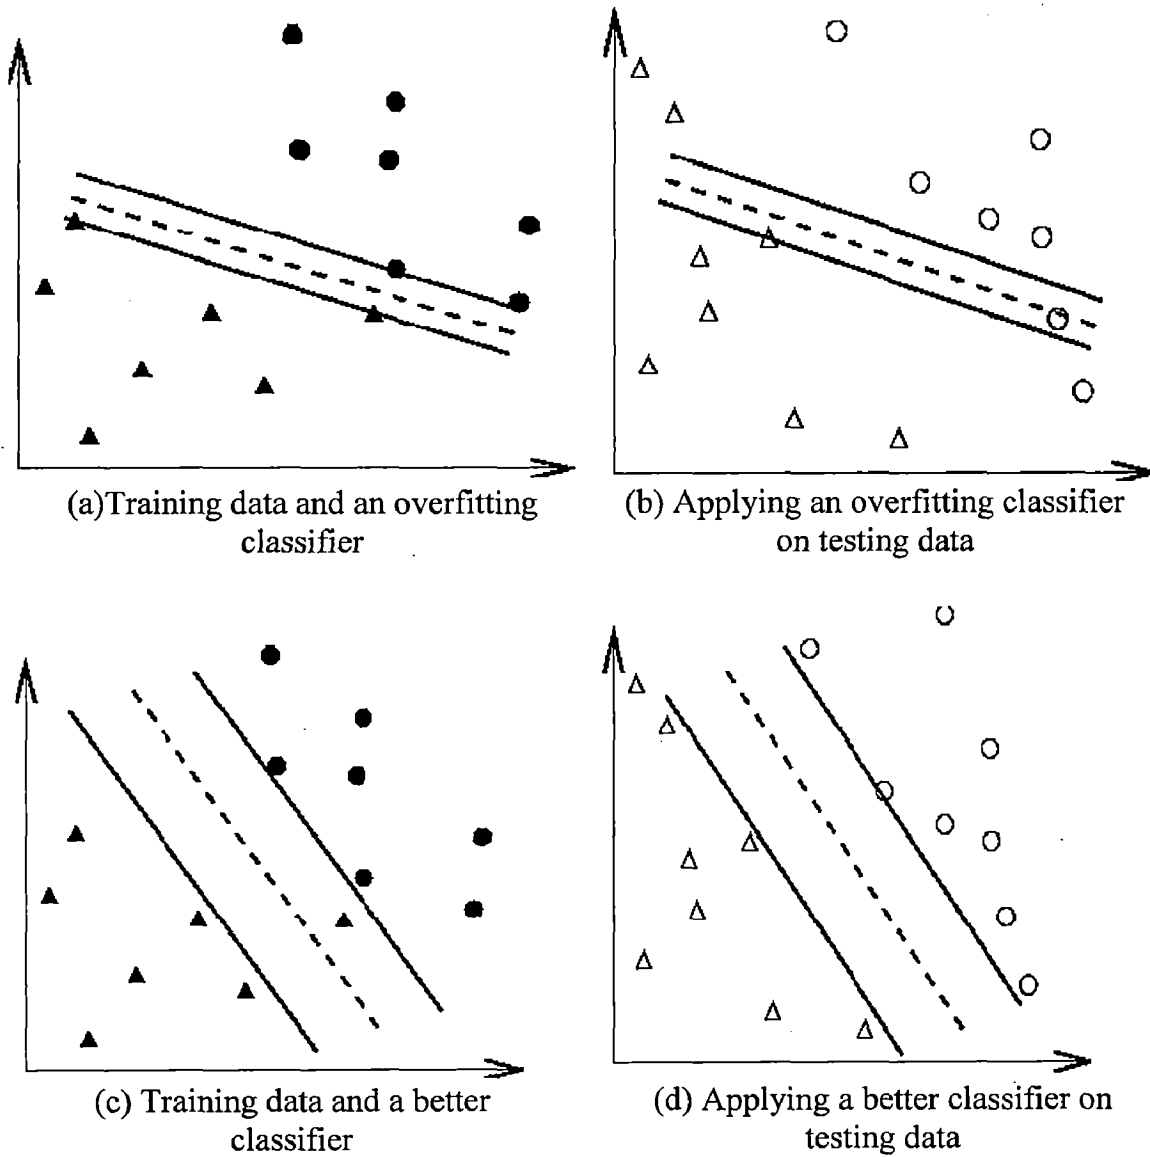 (a)Training data and an overfitting
classifier
(b) Applying an overfitting classifier
on testing data
(c) Training data and a better
classifier
(d) Applying a better classifier on
testing data